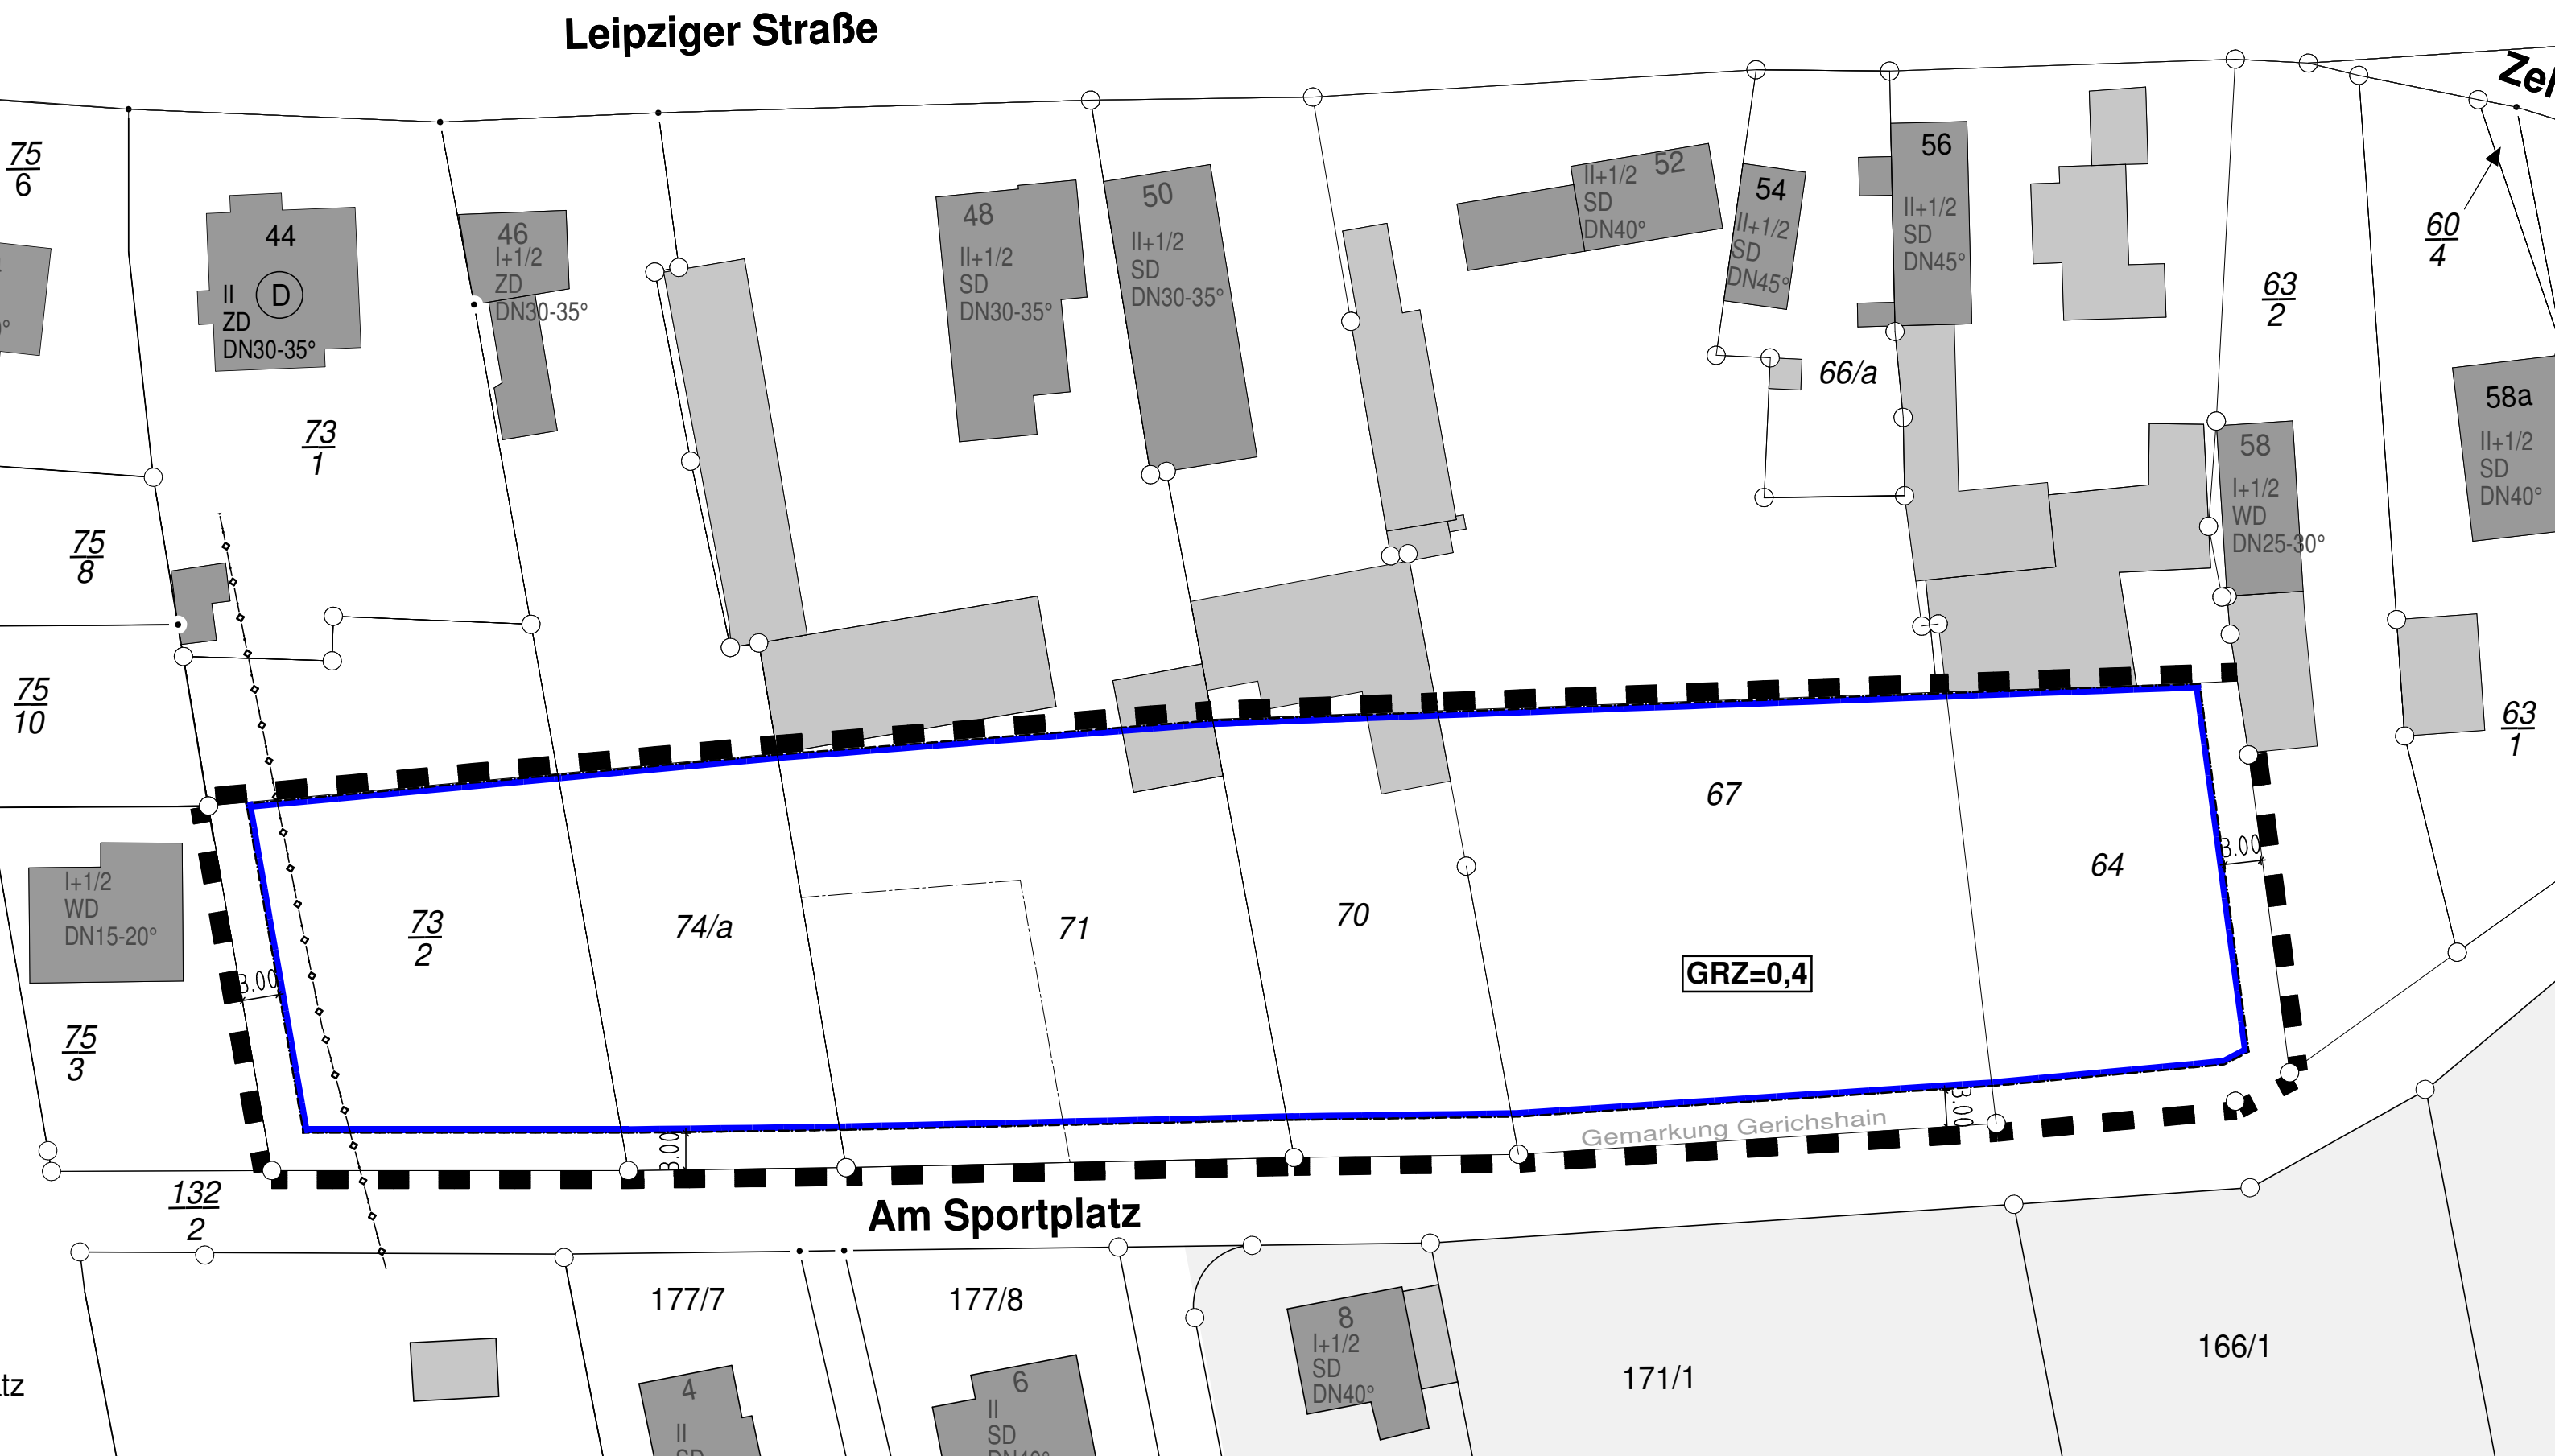 Leipziger Straße
Zel
75
6
44
II
D
ZD
DN30-35°
46
I+1/2
ZD
DN30-35°
48
II+1/2
SD
DN30-35°
50
II+1/2
SD
DN30-35°
II+1/2
52
SD
DN40°
54
II+1/2
SD
DN45°
56
II+1/2
SD
DN45°
66/a
63
2
60
4
58a
II+1/2
SD
DN40°
58
I+1/2
WD
DN25-30°
73
1
75
8
75
10
63
1
67
64
3.00
I+1/2
WD
DN15-20°
3.00
73
2
74/a
71
70
GRZ=0,4
75
3
3.00
3.00
Gemarkung Gerichshain
132
2
Am Sportplatz
177/7
177/8
8
I+1/2
SD
DN40°
171/1
166/1
tz
4
II
SD
6
II
SD
DN40°